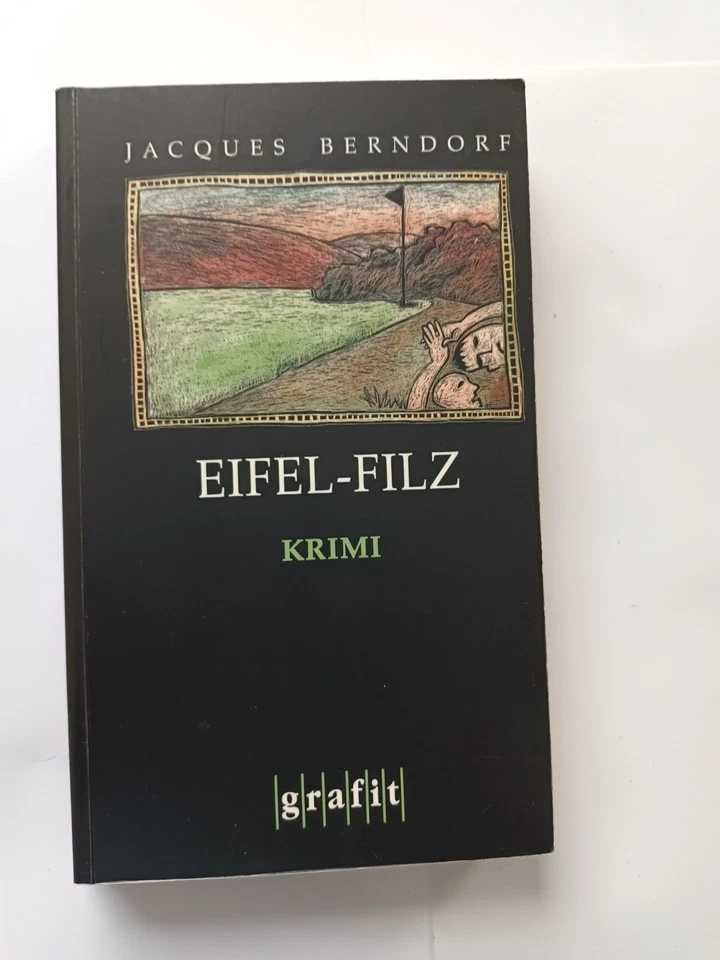 JACQUES BERNDORF
EIFEL-FILZ
KRIMI
grafit